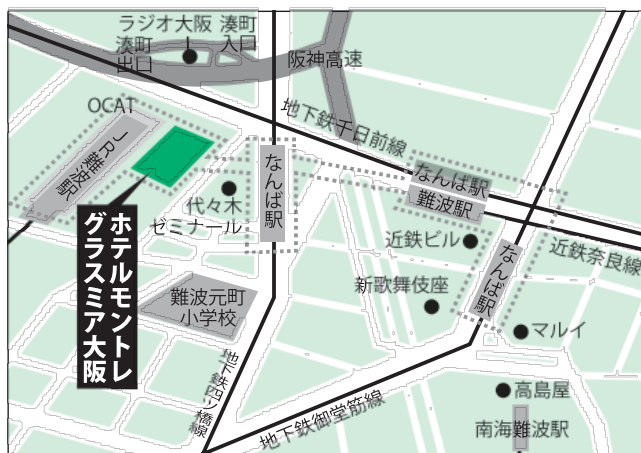 ラジオ大阪
湊町
入口
湊町
出口
阪神高速
OCAT
地下鉄千日前線
JR難波駅
なんば駅
なんば駅
難波駅
代々木
ゼミナール
近鉄ビル
近鉄奈良線
なんば駅
ホテルモントレ
グラスミア大阪
新歌舞伎座
難波元町
小学校
マルイ
地下鉄四ツ橋線
高島屋
地下鉄御堂筋線
南海難波駅